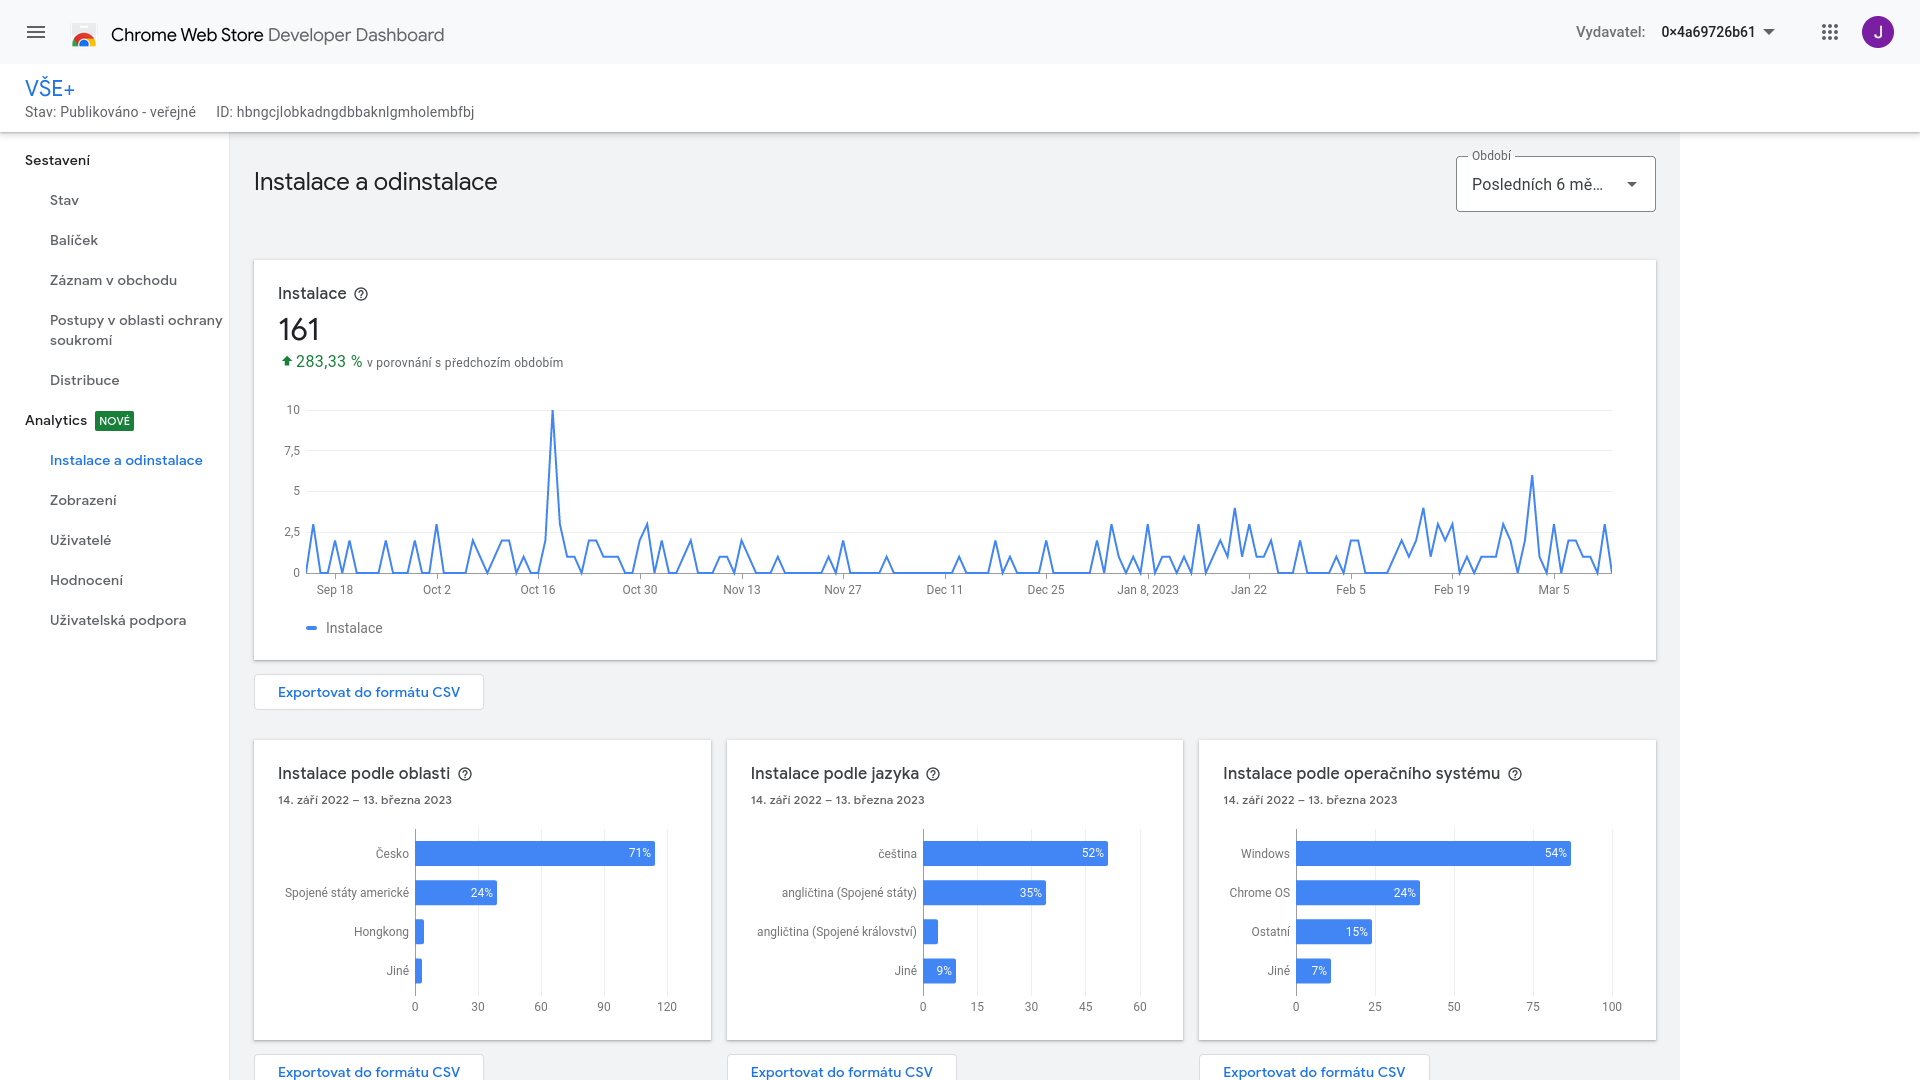 Chrome Web Store Developer Dashboard
Vydavatel: 0×4a69726b61
J
VŠE+
Stav: Publikováno - veřejné ID: hbngcjlobkadngdbbaknlgmholembfbj
Sestavení
Stav
Balíček
Záznam v obchodu
Postupy v oblasti ochrany
soukromí
Distribuce
Analytics NOVÉ
Instalace a odinstalace
Zobrazení
Uživatelé
Hodnocení
Uživatelská podpora
Instalace a odinstalace
Období
Posledních 6 mě...
Instalace
161
283,33 % v porovnání s předchozím obdobím
10
7,5
5
2,5
0
Sep 18 Oct 2 Oct 16 Oct 30 Nov 13 Nov 27 Dec 11 Dec 25 Jan 8, 2023 Jan 22 Feb 5 Feb 19 Mar 5
Instalace
Exportovat do formátu CSV
Instalace podle oblasti
14. září 2022 – 13. března 2023
Česko 71%
Spojené státy americké 24%
Hongkong
Jiné
0 30 60 90 120
Exportovat do formátu CSV
Instalace podle jazyka
14. září 2022 – 13. března 2023
čeština 52%
angličtina (Spojené státy) 35%
angličtina (Spojené království)
Jiné 9%
0 15 30 45 60
Exportovat do formátu CSV
Instalace podle operačního systému
14. září 2022 – 13. března 2023
Windows 54%
Chrome OS 24%
Ostatní 15%
Jiné 7%
0 25 50 75 100
Exportovat do formátu CSV